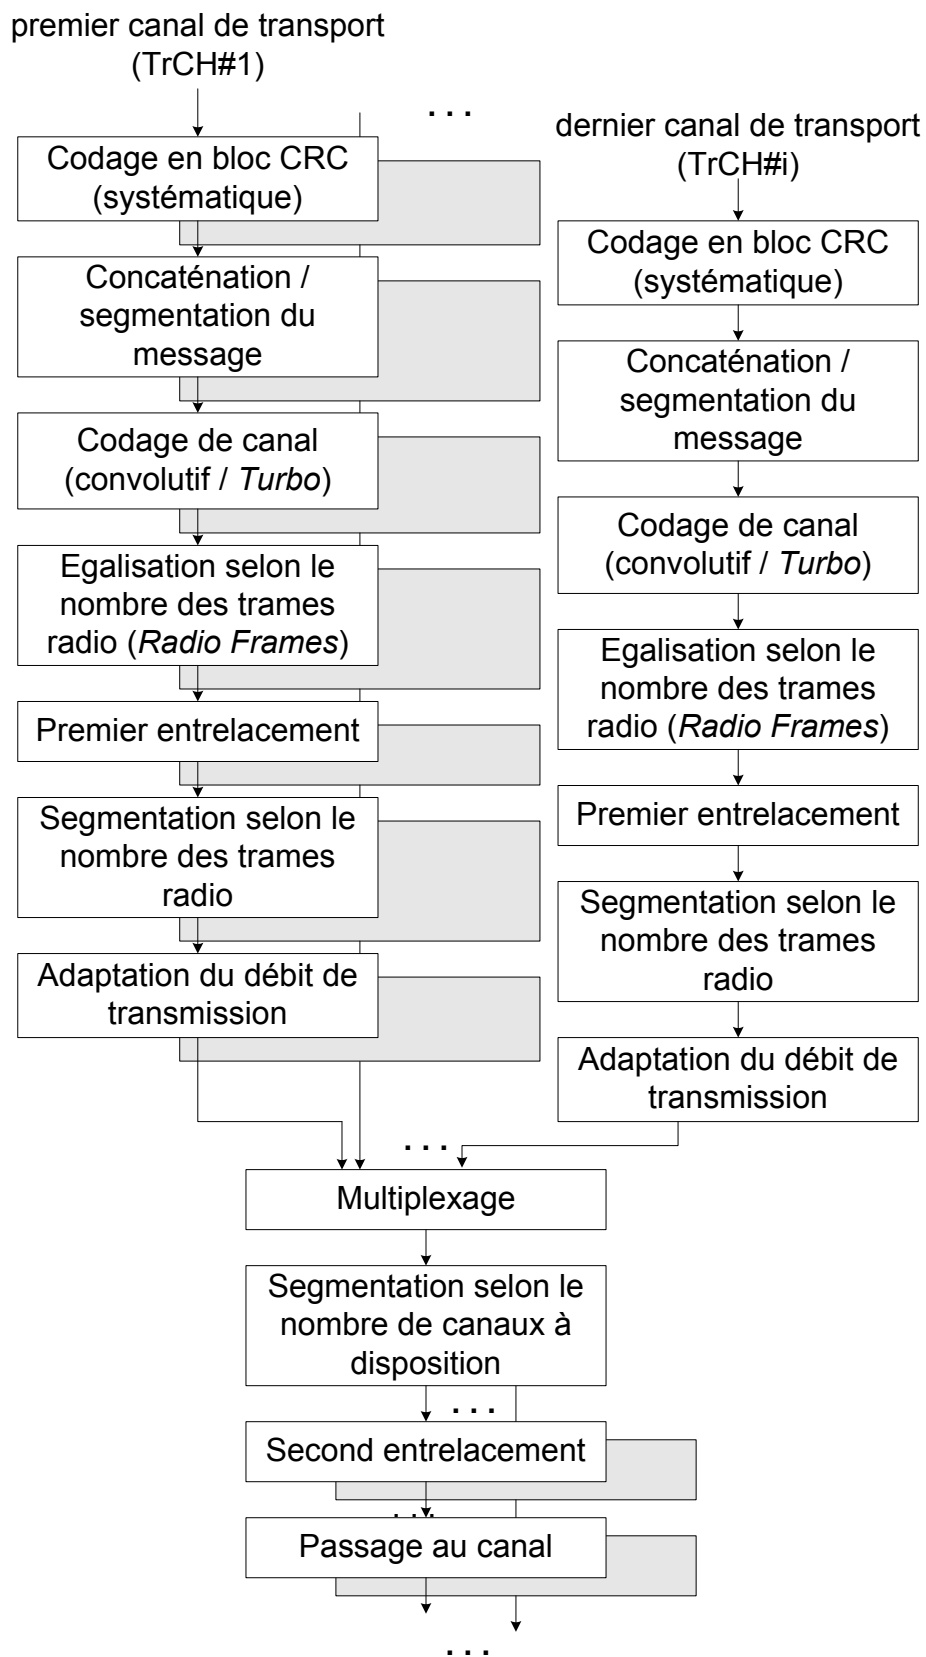 premier canal de transport
(TrCH#1)
. . .
Codage en bloc CRC
(systématique)
Concaténation /
segmentation du
message
Codage de canal
(convolutif / Turbo)
Egalisation selon le
nombre des trames
radio (Radio Frames)
Premier entrelacement
Segmentation selon le
nombre des trames
radio
Adaptation du débit de
transmission
dernier canal de transport
(TrCH#i)
Codage en bloc CRC
(systématique)
Concaténation /
segmentation du
message
Codage de canal
(convolutif / Turbo)
Egalisation selon le
nombre des trames
radio (Radio Frames)
Premier entrelacement
Segmentation selon le
nombre des trames
radio
Adaptation du débit de
transmission
. . .
Multiplexage
Segmentation selon le
nombre de canaux à
disposition
. . .
Second entrelacement
. . .
Passage au canal
. . .